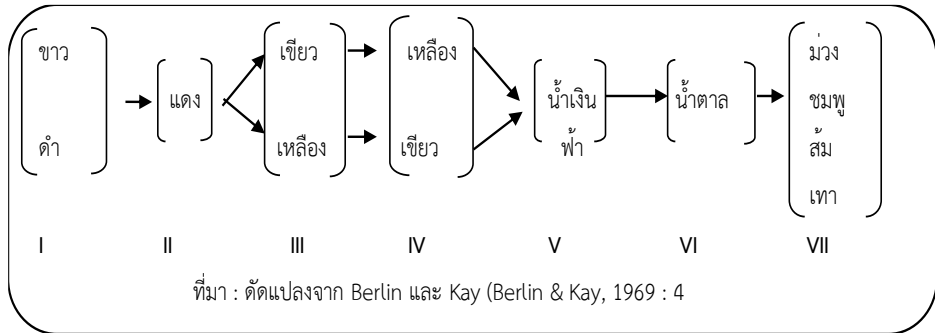 ขาว เขียว เหลือง ม่วง
แดง น้ำเงิน น้ำตาล ชมพู
ดำ เหลือง เขียว ฟ้า ส้ม
เทา
I II III IV V VI VII
ที่มา : ดัดแปลงจาก Berlin และ Kay (Berlin & Kay, 1969 : 4